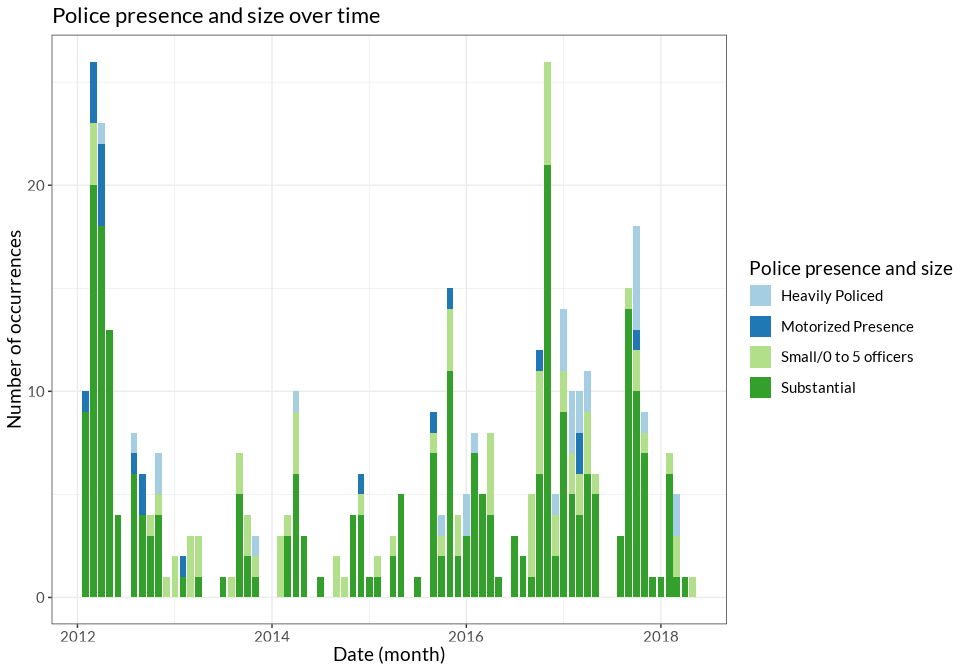 Police presence and size over time
Number of occurrences
20
10
0
2012
2014
2016
2018
Date (month)
Police presence and size
Heavily Policed
Motorized Presence
Small/0 to 5 officers
Substantial